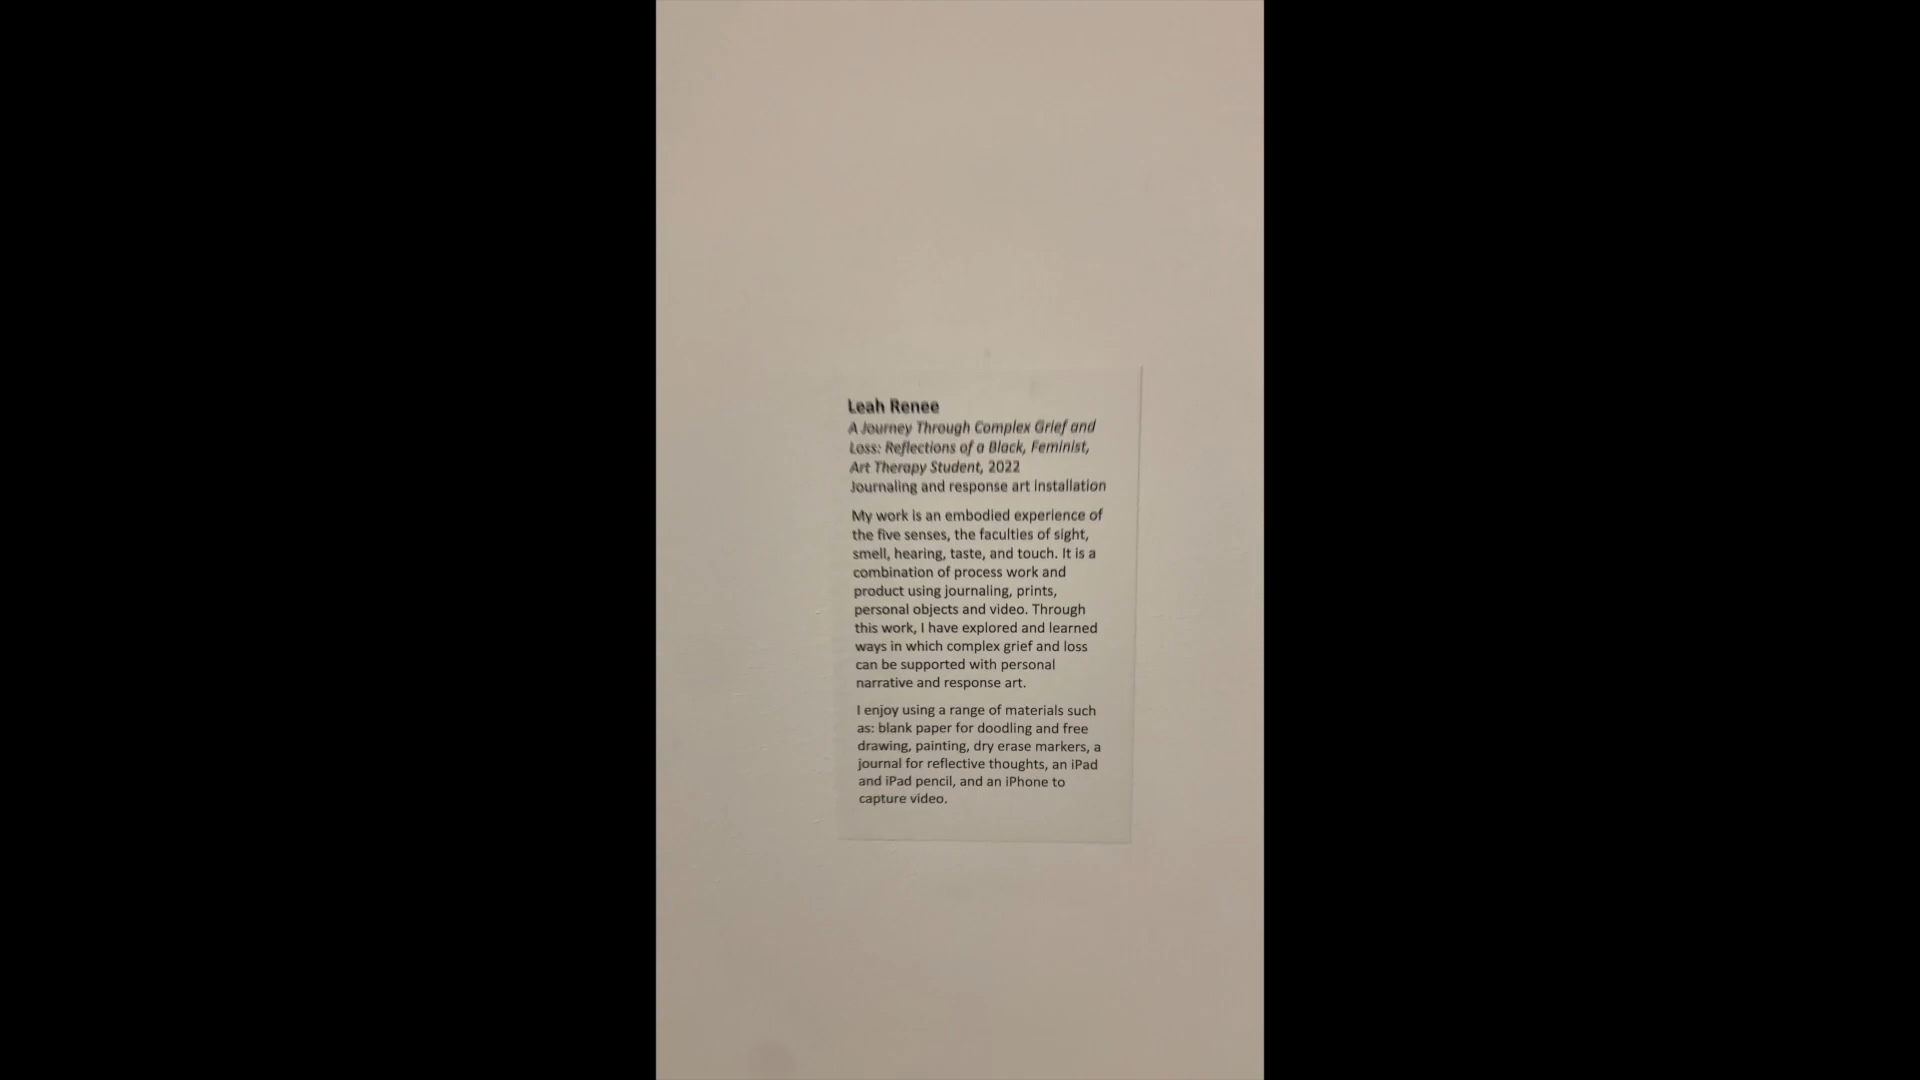 Leah Renee
A Journey Through Complex Grief and
Loss: Reflections of a Black, Feminist,
Art Therapy Student, 2022
Journaling and response art installation
My work is an embodied experience of
the five senses, the faculties of sight,
smell, hearing, taste, and touch. It is a
combination of process work and
product using journaling, prints,
personal objects and video. Through
this work, I have explored and learned
ways in which complex grief and loss
can be supported with personal
narrative and response art.
I enjoy using a range of materials such
as: blank paper for doodling and free
drawing, painting, dry erase markers, a
journal for reflective thoughts, an iPad
and iPad pencil, and an iPhone to
capture video.